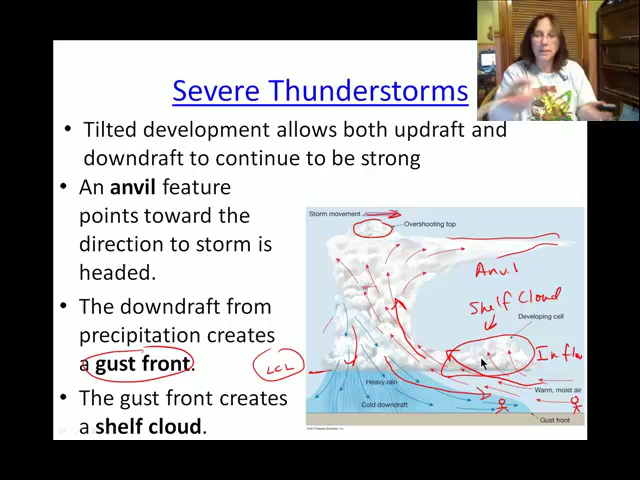 Severe Thunderstorms
• Tilted development allows both updraft and
downdraft to continue to be strong
• An anvil feature
points toward the
direction to storm is
headed.
• The downdraft from
precipitation creates
a gust front.
• The gust front creates
a shelf cloud.
Storm movement
Overshooting top
Anvil
Shelf Cloud
Developing cell
Inflow
LCL
Heavy rain
Warm, moist air
Cold downdraft
Gust front